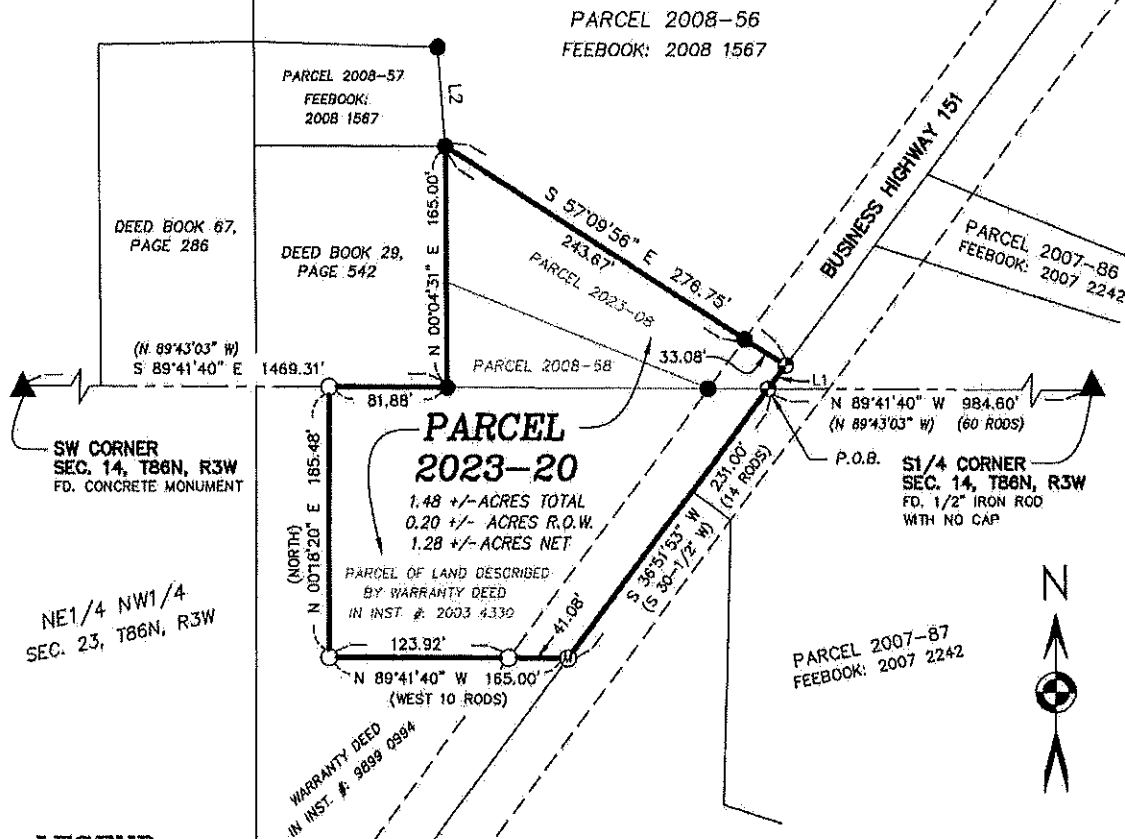 PARCEL 2008-56
FEEBOOK: 2008 1567
PARCEL 2008-57
FEEBOOK:
2008 1567
L2
BUSINESS HIGHWAY 151
DEED BOOK 67,
PAGE 286
DEED BOOK 29,
PAGE 542
N 00°04'31" E 165.00'
S 57°09'56" E 276.75'
243.67'
PARCEL 2023-08
PARCEL 2007-86
FEEBOOK: 2007 2242
(N 89°43'03" W)
S 89°41'40" E 1469.31'
33.08'
PARCEL 2008-58
L1
81.88'
N 89°41'40" W 984.60'
(N 89°43'03" W) (60 RODS)
SW CORNER
SEC. 14, T86N, R3W
FD. CONCRETE MONUMENT
PARCEL
2023-20
1.48 +/-ACRES TOTAL
0.20 +/- ACRES R.O.W.
1.28 +/-ACRES NET
P.O.B.
S1/4 CORNER
SEC. 14, T86N, R3W
FD. 1/2" IRON ROD
WITH NO CAP
(NORTH)
N 00°18'20" E 185.48'
231.00'
(14 RODS)
S 36°51'53" W
(S 30-1/2° W)
PARCEL OF LAND DESCRIBED
BY WARRANTY DEED
IN INST. #: 2003 4330
41.08'
NE1/4 NW1/4
SEC. 23, T86N, R3W
123.92'
N 89°41'40" W 165.00'
(WEST 10 RODS)
PARCEL 2007-87
FEEBOOK: 2007 2242
N
WARRANTY DEED
IN INST. #: 9899 0994
LEGEND